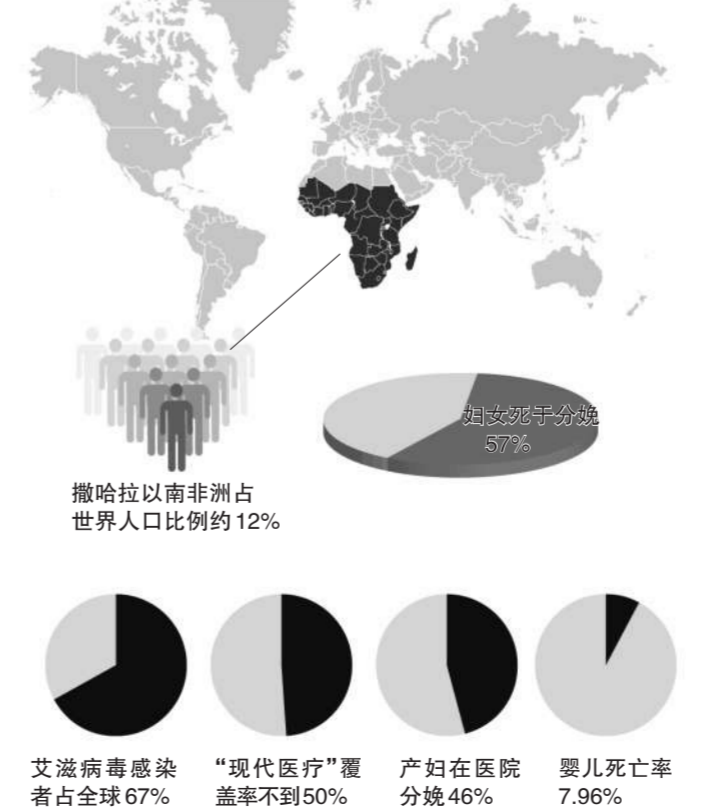 妇女死于分娩
57%
撒哈拉以南非洲占
世界人口比例约12%
艾滋病毒感染
者占全球67%
“现代医疗”覆
盖率不到50%
产妇在医院
分娩46%
婴儿死亡率
7.96%